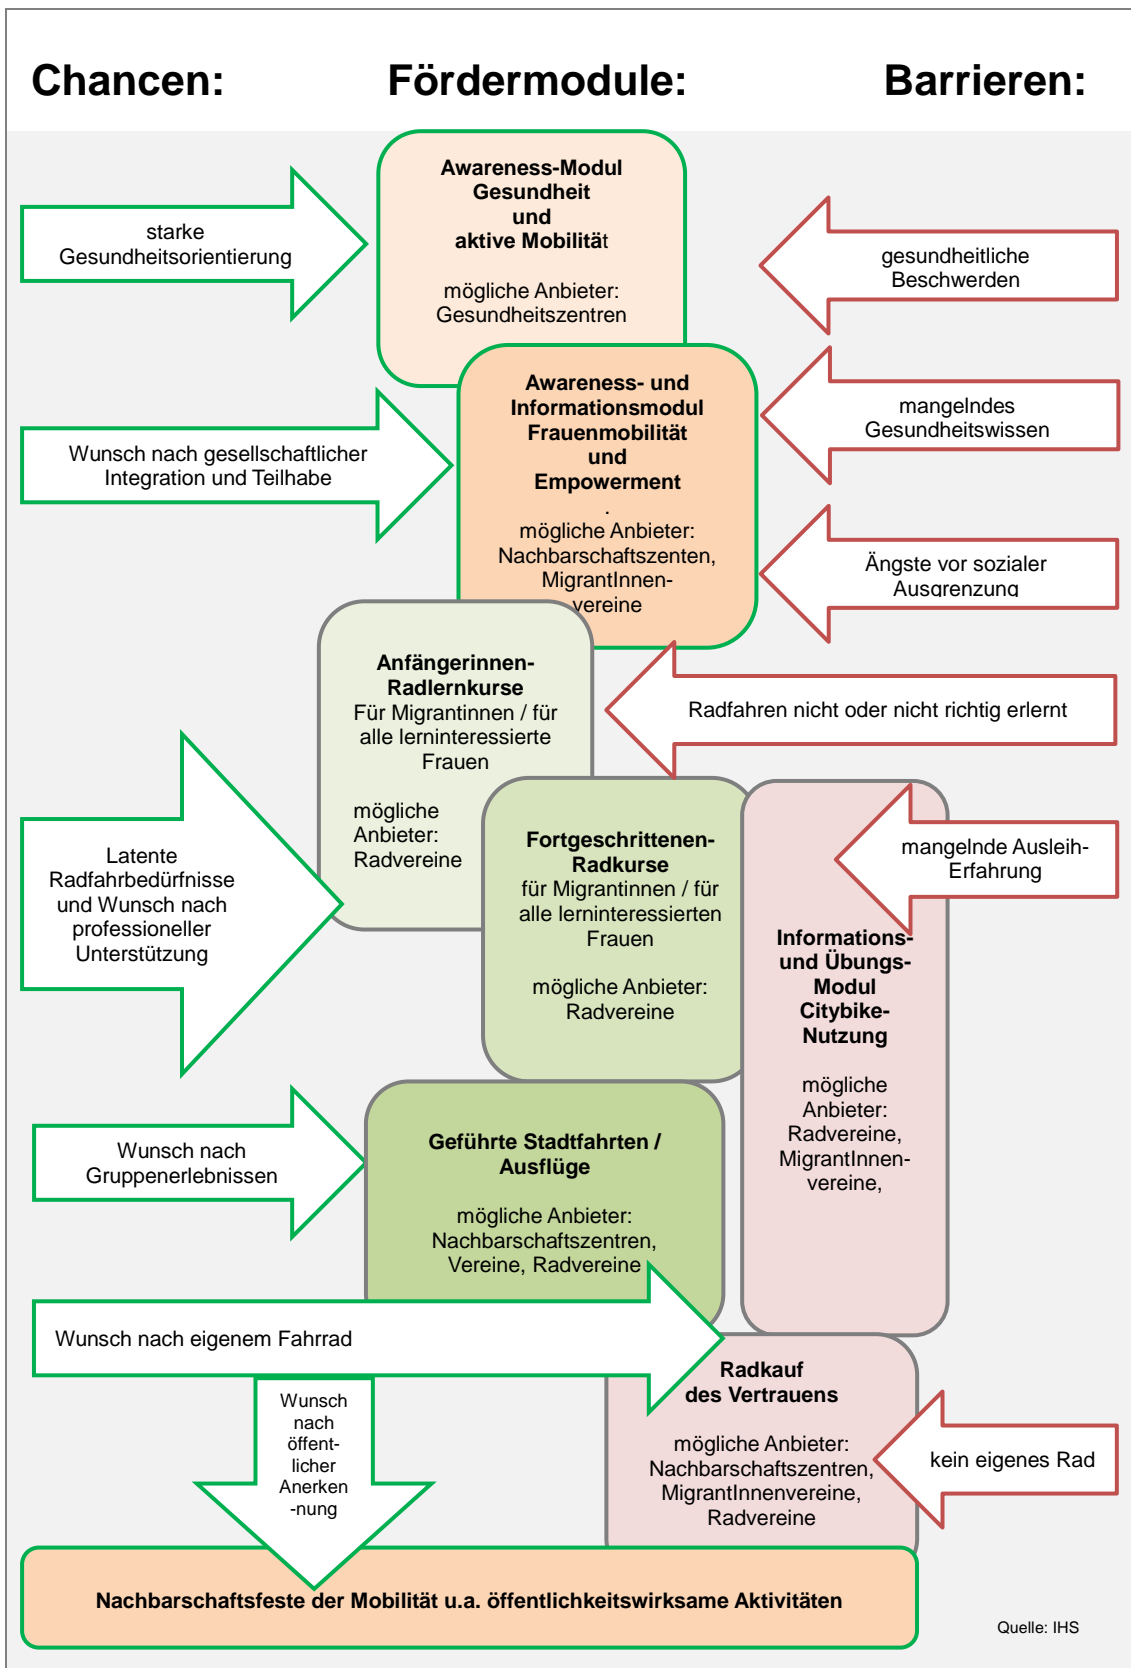 Chancen:
Fördermodule:
Barrieren:
Awareness-Modul
Gesundheit
und
aktive Mobilität
mögliche Anbieter:
Gesundheitszentren
starke
Gesundheitsorientierung
gesundheitliche
Beschwerden
Awareness- und
Informationsmodul
Frauenmobilität
und
Empowerment
.
mögliche Anbieter:
Nachbarschaftszenten,
MigrantInnen-
vereine
mangelndes
Gesundheitswissen
Wunsch nach gesellschaftlicher
Integration und Teilhabe
Ängste vor sozialer
Ausgrenzung
Anfängerinnen-
Radlernkurse
Für Migrantinnen / für
alle lerninteressierte
Frauen
mögliche
Anbieter:
Radvereine
Radfahren nicht oder nicht richtig erlernt
Latente
Radfahrbedürfnisse
und Wunsch nach
professioneller
Unterstützung
Fortgeschrittenen-
Radkurse
für Migrantinnen / für
alle lerninteressierten
Frauen
mögliche Anbieter:
Radvereine
mangelnde Ausleih-
Erfahrung
Informations-
und Übungs-
Modul
Citybike-
Nutzung
mögliche
Anbieter:
Radvereine,
MigrantInnen-
vereine,
Wunsch nach
Gruppenerlebnissen
Geführte Stadtfahrten /
Ausflüge
mögliche Anbieter:
Nachbarschaftszentren,
Vereine, Radvereine
Wunsch nach eigenem Fahrrad
Radkauf
des Vertrauens
mögliche Anbieter:
Nachbarschaftszentren,
MigrantInnenvereine,
Radvereine
kein eigenes Rad
Wunsch
nach
öffent-
licher
Anerken
-nung
Nachbarschaftsfeste der Mobilität u.a. öffentlichkeitswirksame Aktivitäten
Quelle: IHS